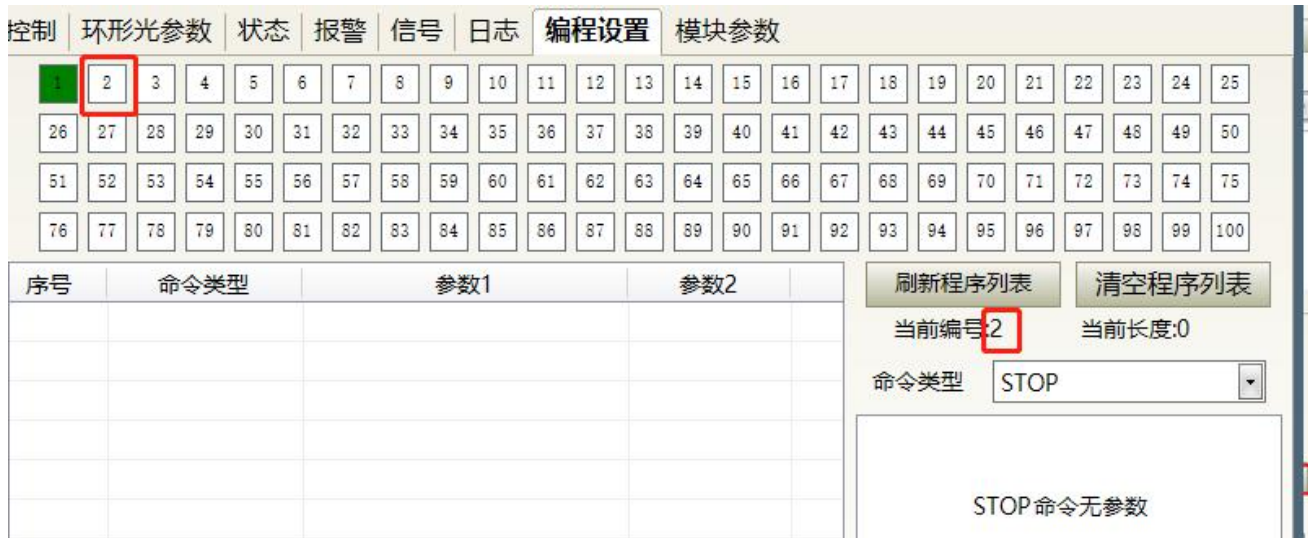 控制 环形光参数 状态 报警 信号 日志 编程设置 模块参数
1 2 3 4 5 6 7 8 9 10 11 12 13 14 15 16 17 18 19 20 21 22 23 24 25
26 27 28 29 30 31 32 33 34 35 36 37 38 39 40 41 42 43 44 45 46 47 48 49 50
51 52 53 54 55 56 57 58 59 60 61 62 63 64 65 66 67 68 69 70 71 72 73 74 75
76 77 78 79 80 81 82 83 84 85 86 87 88 89 90 91 92 93 94 95 96 97 98 99 100
序号 命令类型 参数1 参数2 刷新程序列表 清空程序列表
当前编号:2 当前长度:0
命令类型 STOP
STOP命令无参数